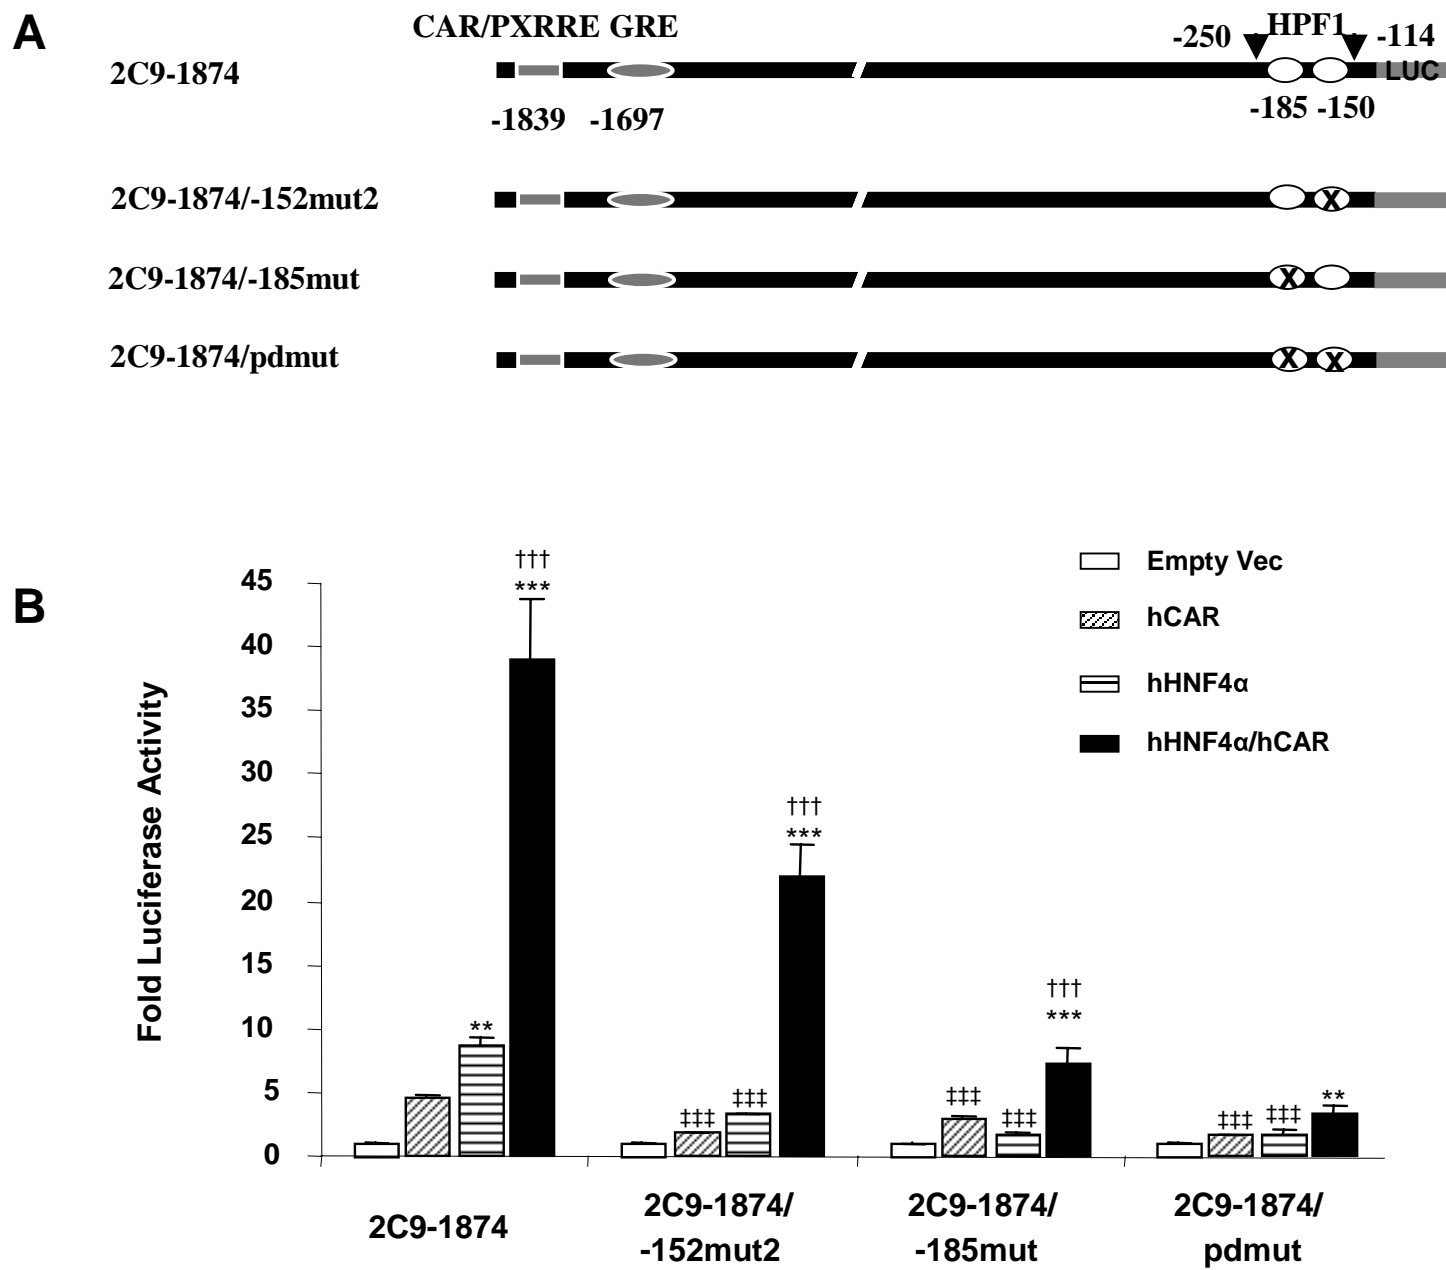 A
CAR/PXRRE GRE
-250 HPF1 -114
2C9-1874
LUC
-1839 -1697
-185 -150
2C9-1874/-152mut2
X
2C9-1874/-185mut
X
2C9-1874/pdmut
X X
B
Fold Luciferase Activity
45
40
35
30
25
20
15
10
5
0
Empty Vec
hCAR
hHNF4α
hHNF4α/hCAR
†††
***
**
†††
***
‡‡‡
‡‡‡
†††
***
‡‡‡
‡‡‡
**
‡‡‡
‡‡‡
2C9-1874
2C9-1874/
-152mut2
2C9-1874/
-185mut
2C9-1874/
pdmut